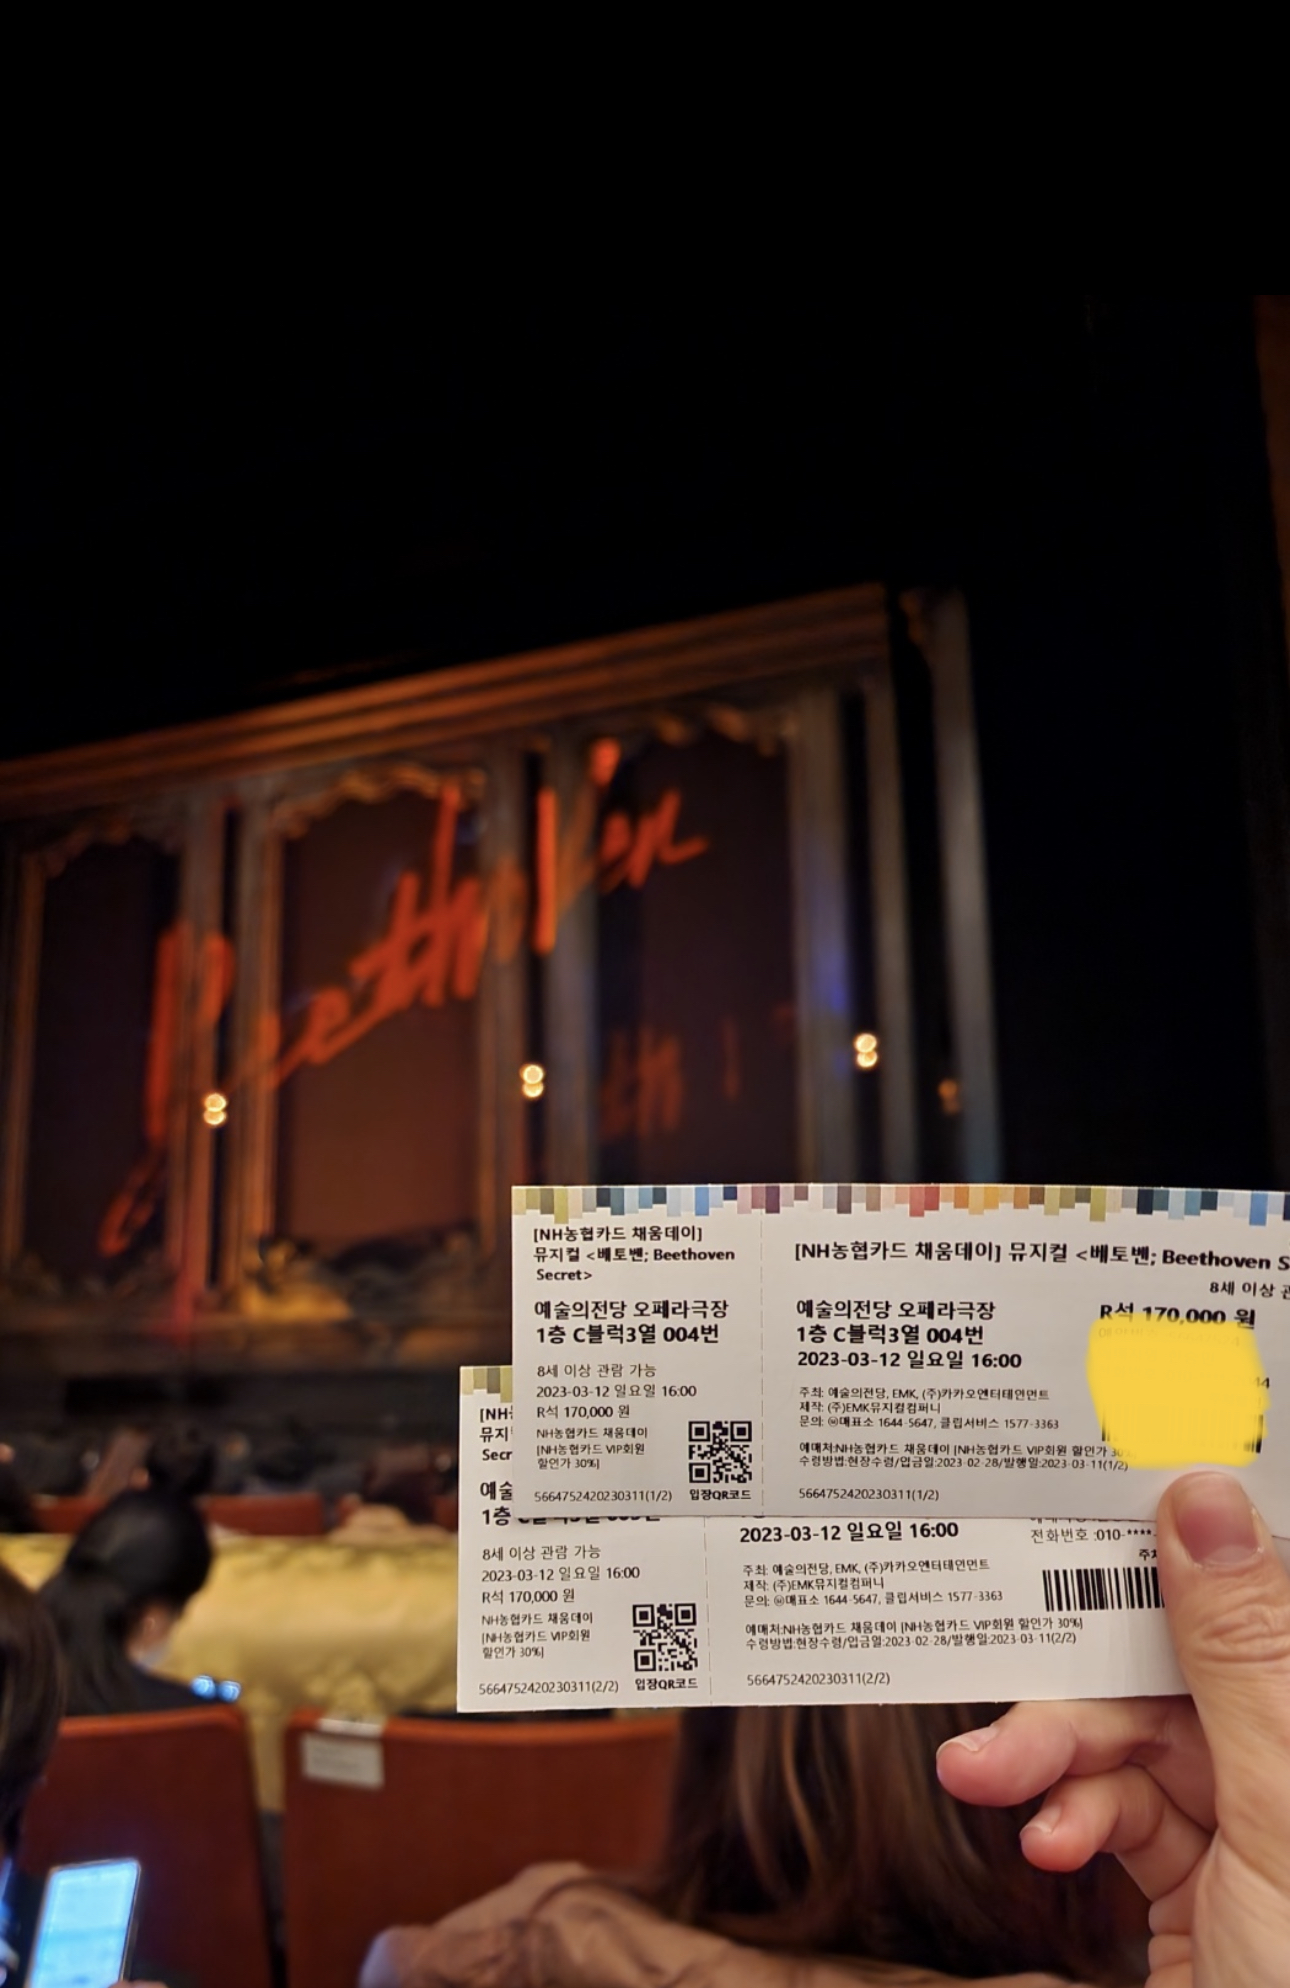 Beethoven
[NH농협카드 채움데이]
뮤지컬 <베토벤; Beethoven
Secret>
예술의전당 오페라극장
1층 C블럭3열 004번
8세 이상 관람 가능
2023-03-12 일요일 16:00
R석 170,000 원
NH농협카드 채움데이
[NH농협카드 VIP회원
할인가 30%]
5664752420230311(1/2)
입장QR코드
[NH농협카드 채움데이] 뮤지컬 <베토벤; Beethoven S
8세 이상 관
예술의전당 오페라극장
1층 C블럭3열 004번
2023-03-12 일요일 16:00
R석 170,000 원
주최: 예술의전당, EMK, (주)카카오엔터테인먼트
제작: (주)EMK뮤지컬컴퍼니
문의: ㈔매표소 1644-5647, 클립서비스 1577-3363
예매처:NH농협카드 채움데이 [NH농협카드 VIP회원 할인가 30%
수령방법:현장수령/입금일:2023-02-28/발행일:2023-03-11(1/2)
5664752420230311(1/2)
[NH
뮤지
Secr
예술
1층
8세 이상 관람 가능
2023-03-12 일요일 16:00
R석 170,000 원
NH농협카드 채움데이
[NH농협카드 VIP회원
할인가 30%]
5664752420230311(2/2)
입장QR코드
2023-03-12 일요일 16:00
전화번호 :010-****-
주최: 예술의전당, EMK, (주)카카오엔터테인먼트
제작: (주)EMK뮤지컬컴퍼니
문의: 매표소 1644-5647, 클립서비스 1577-3363
예매처:NH농협카드 채움데이 [NH농협카드 VIP회원 할인가 30%]
수령방법:현장수령/입금일:2023-02-28/발행일:2023-03-11(2/2)
5664752420230311(2/2)